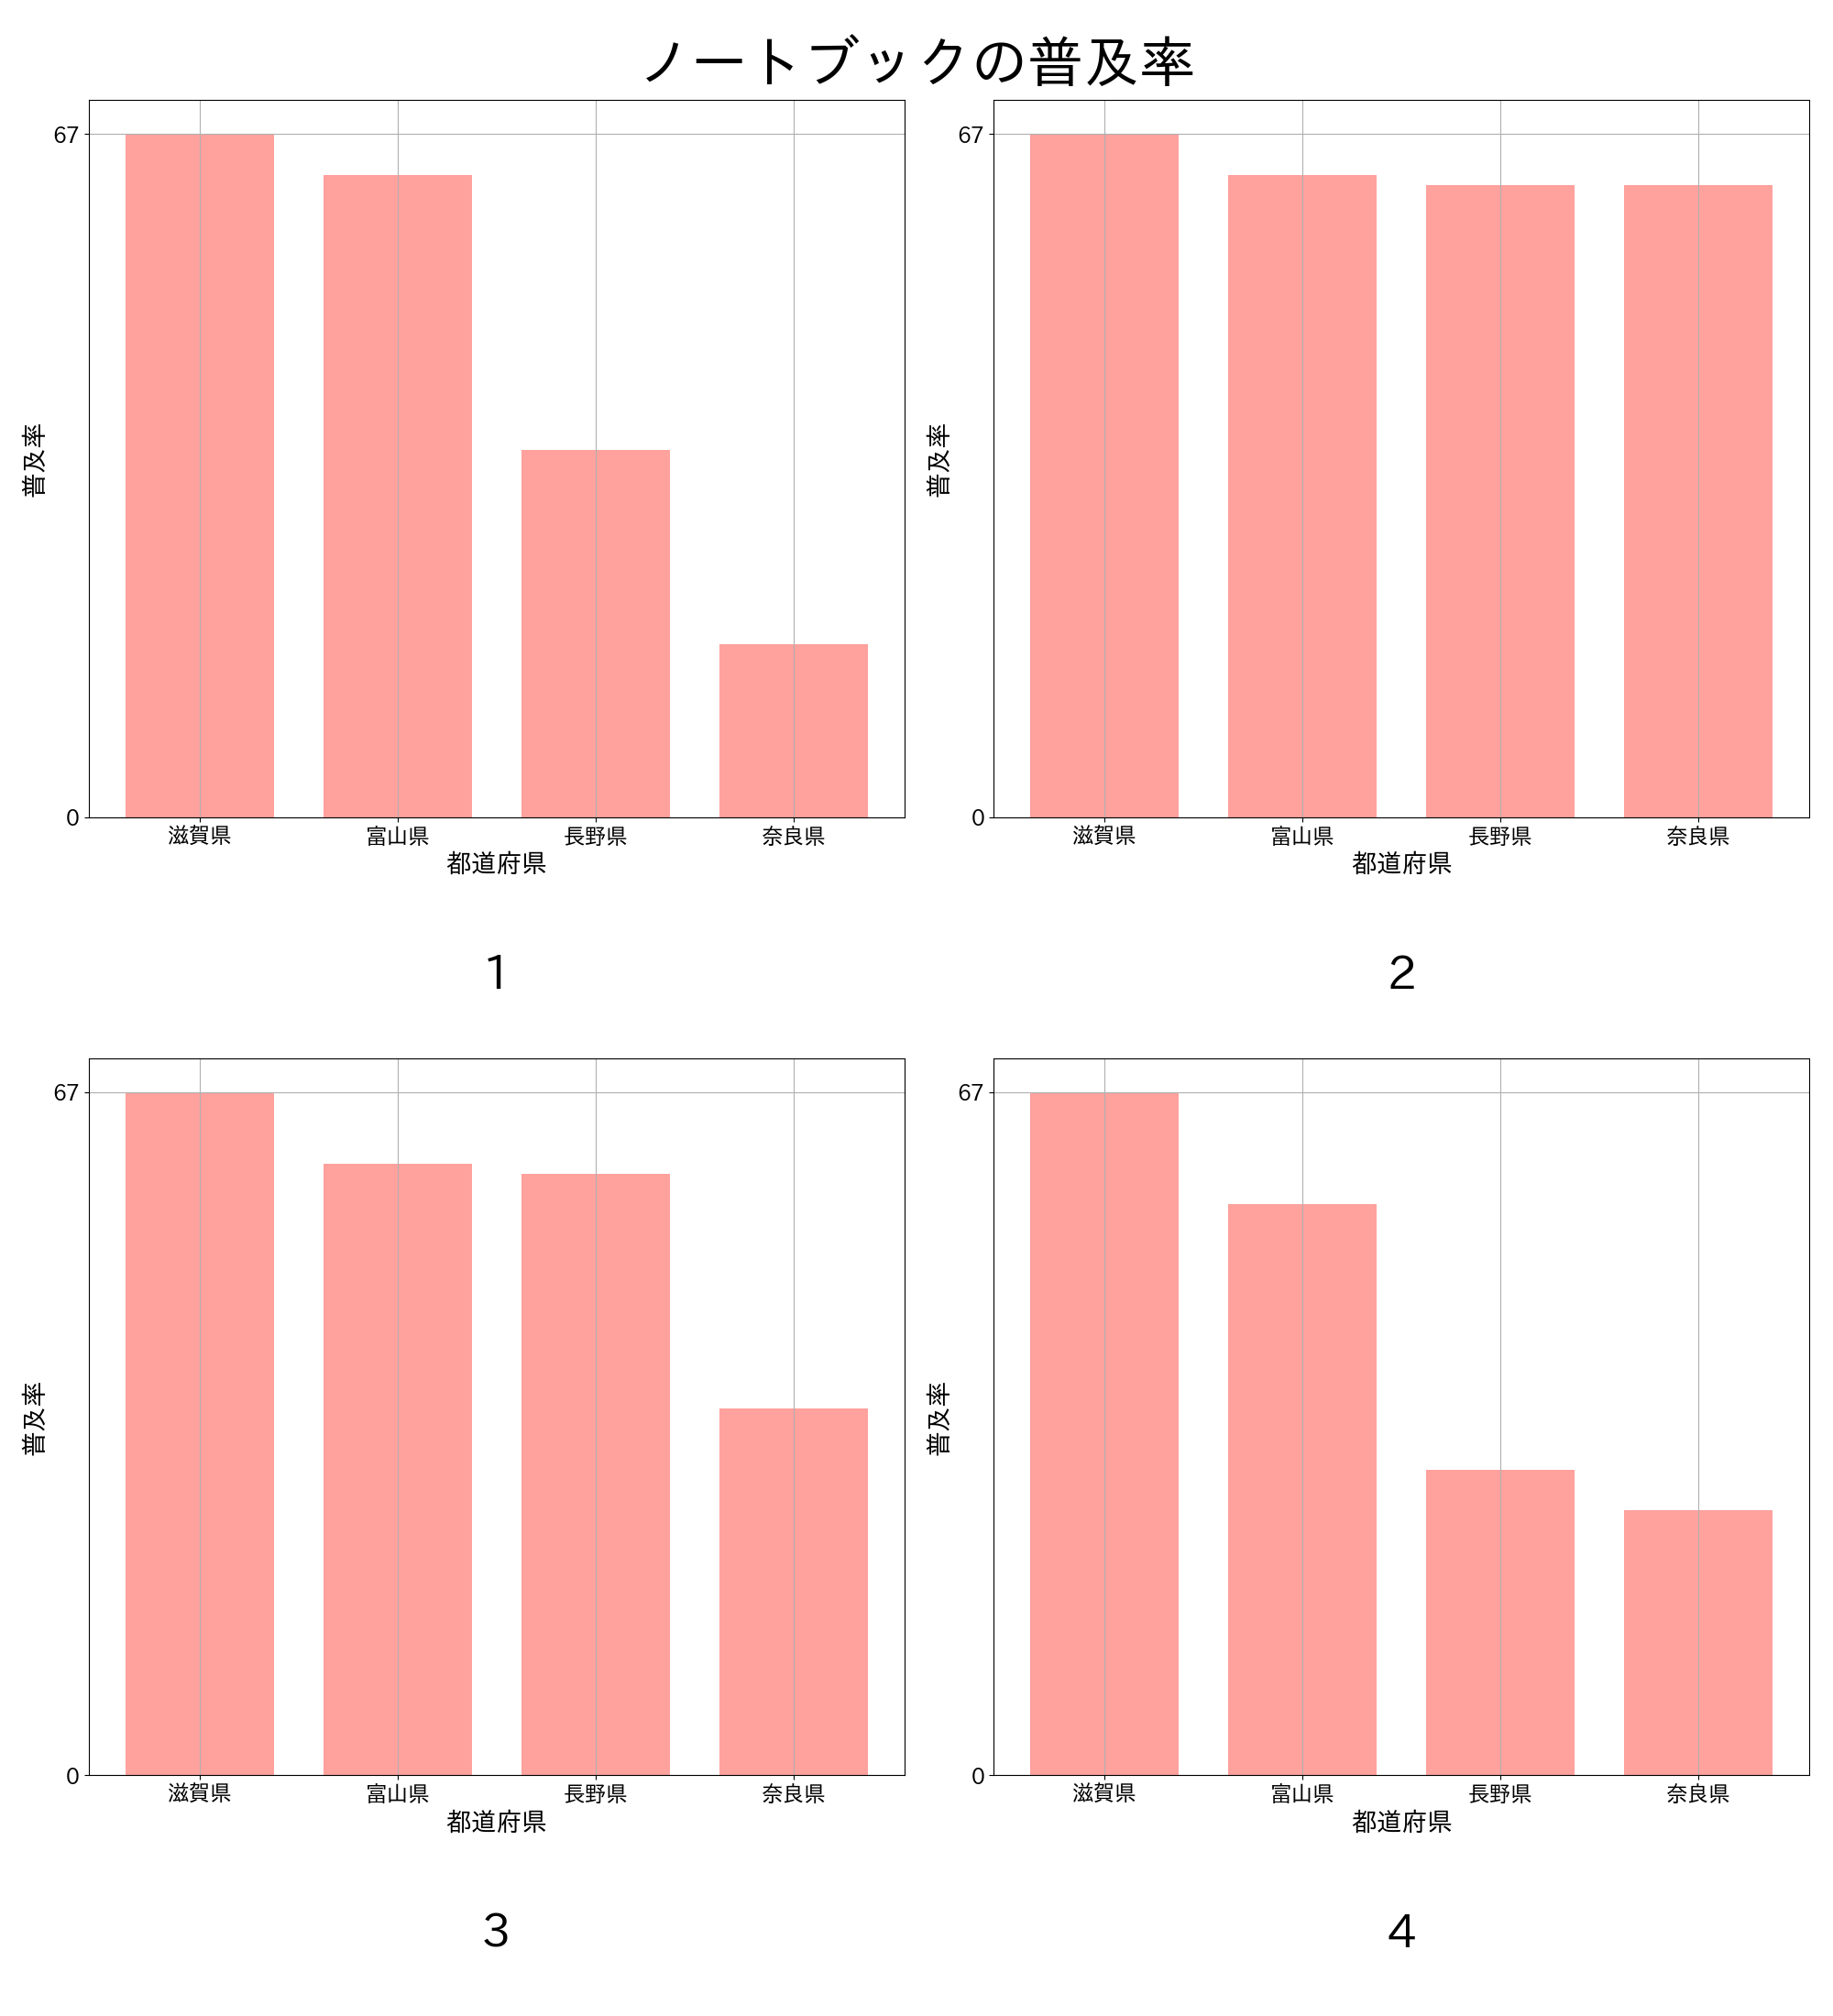 ノートブックの普及率
67
0
普及率
滋賀県 富山県 長野県 奈良県
都道府県
1
67
0
普及率
滋賀県 富山県 長野県 奈良県
都道府県
2
67
0
普及率
滋賀県 富山県 長野県 奈良県
都道府県
3
67
0
普及率
滋賀県 富山県 長野県 奈良県
都道府県
4